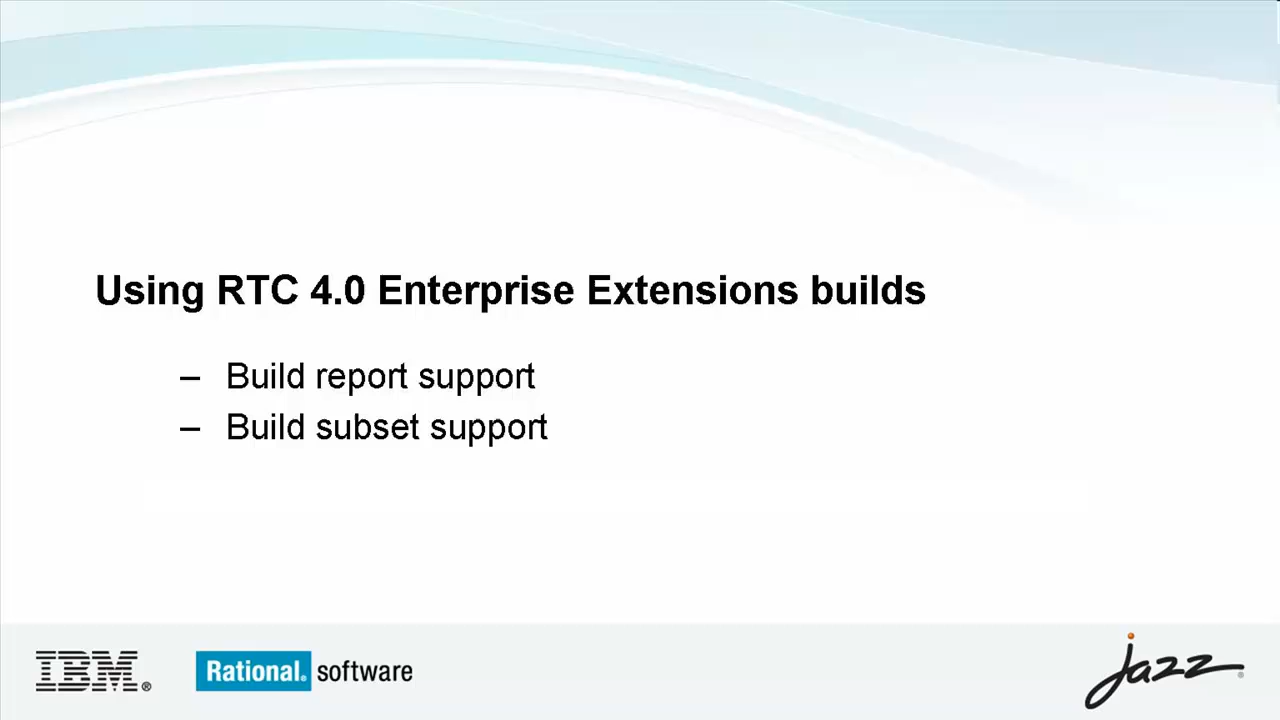 Using RTC 4.0 Enterprise Extensions builds
– Build report support
– Build subset support
IBM® Rational® software jazz®